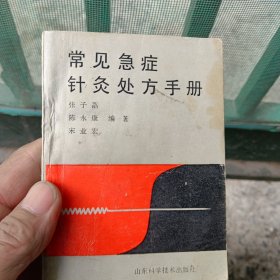 常见急症
针灸处方手册
张子菡
陈永康 编著
宋业宏
山东科学技术出版社